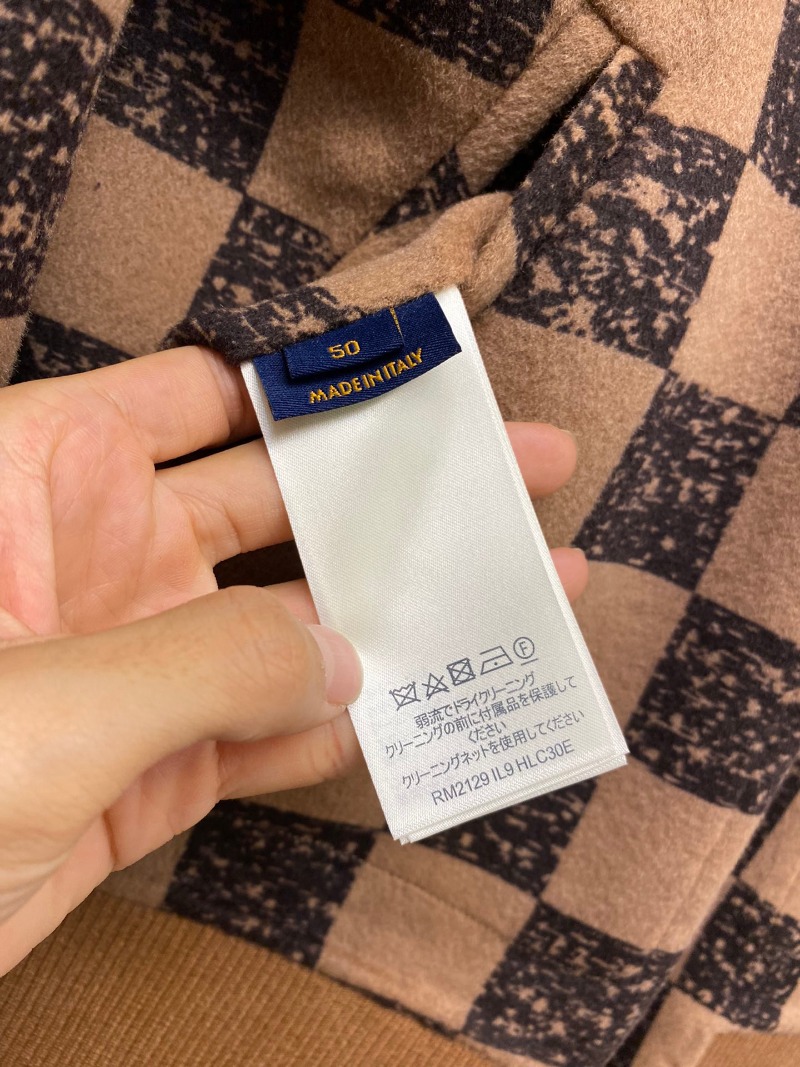 50
MADE IN ITALY
F
弱流でドライクリーニング
クリーニングの前に付属品を保護して
ください
クリーニングネットを使用してください
RM2129 IL9 HLC30E